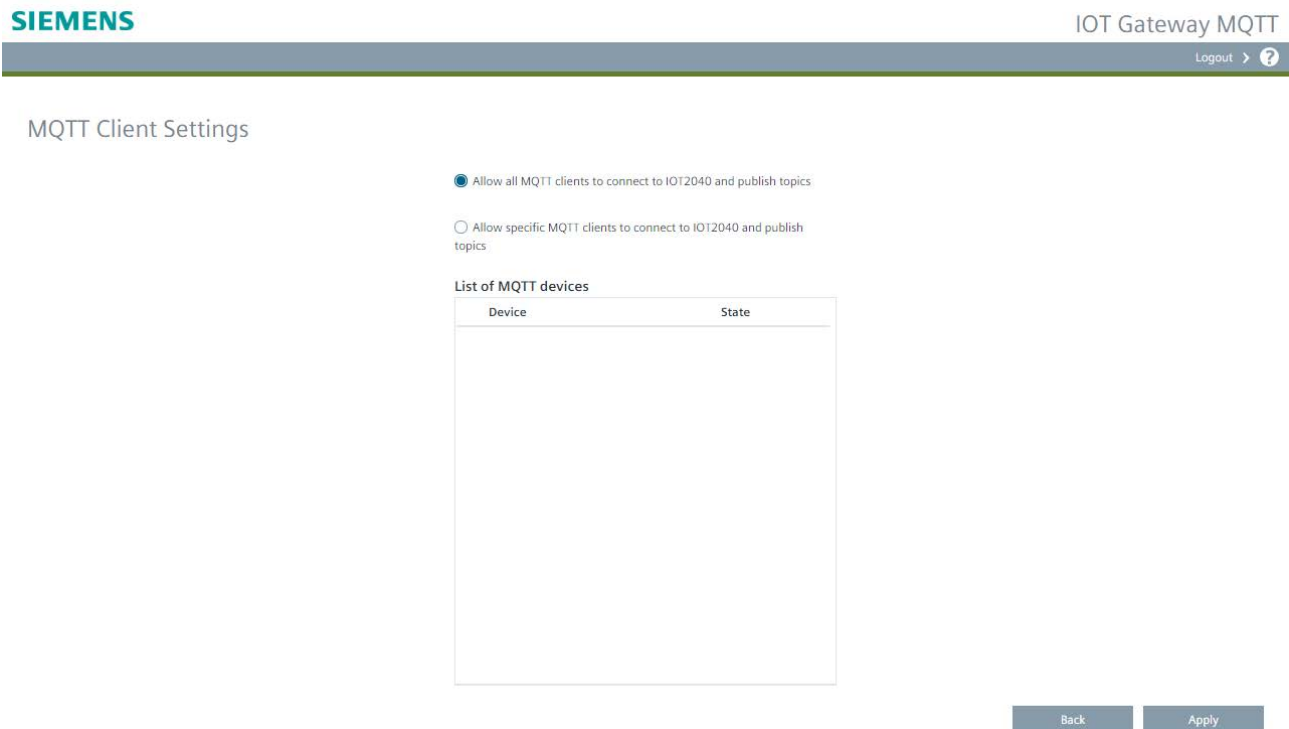 SIEMENS
IOT Gateway MQTT
Logout >
?
MQTT Client Settings
Allow all MQTT clients to connect to IOT2040 and publish topics
Allow specific MQTT clients to connect to IOT2040 and publish
topics
List of MQTT devices
Device State
Back Apply